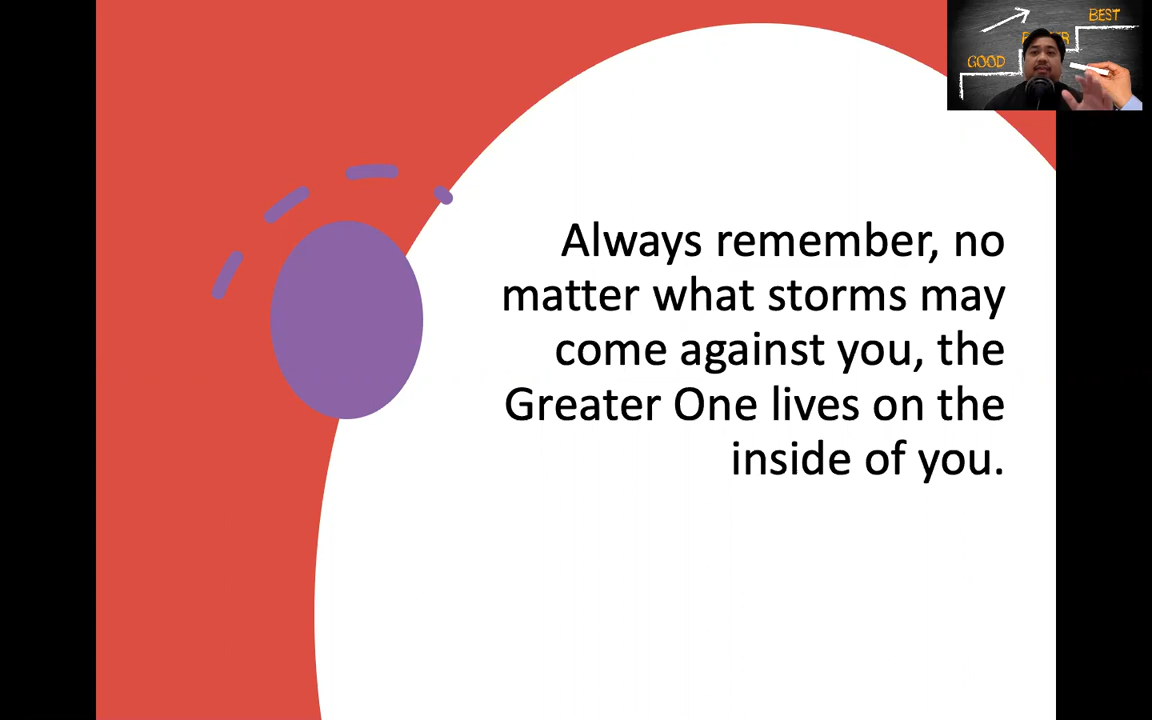 BEST
GOOD
Always remember, no
matter what storms may
come against you, the
Greater One lives on the
inside of you.